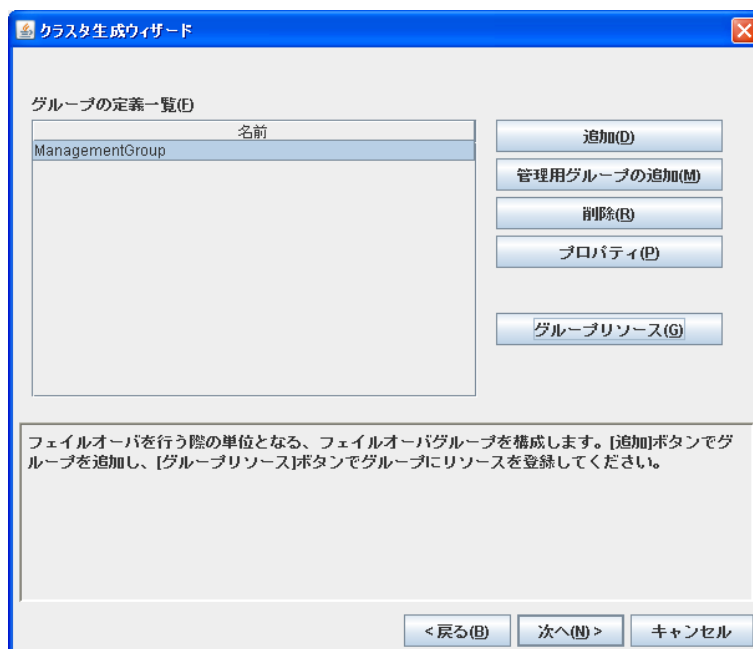 クラスタ生成ウィザード
グループの定義一覧(F)
名前
ManagementGroup
追加(D)
管理用グループの追加(M)
削除(R)
プロパティ(P)
グループリソース(G)
フェイルオーバを行う際の単位となる、フェイルオーバグループを構成します。[追加]ボタンでグ
ループを追加し、[グループリソース]ボタンでグループにリソースを登録してください。
<戻る(B)
次へ(N)>
キャンセル